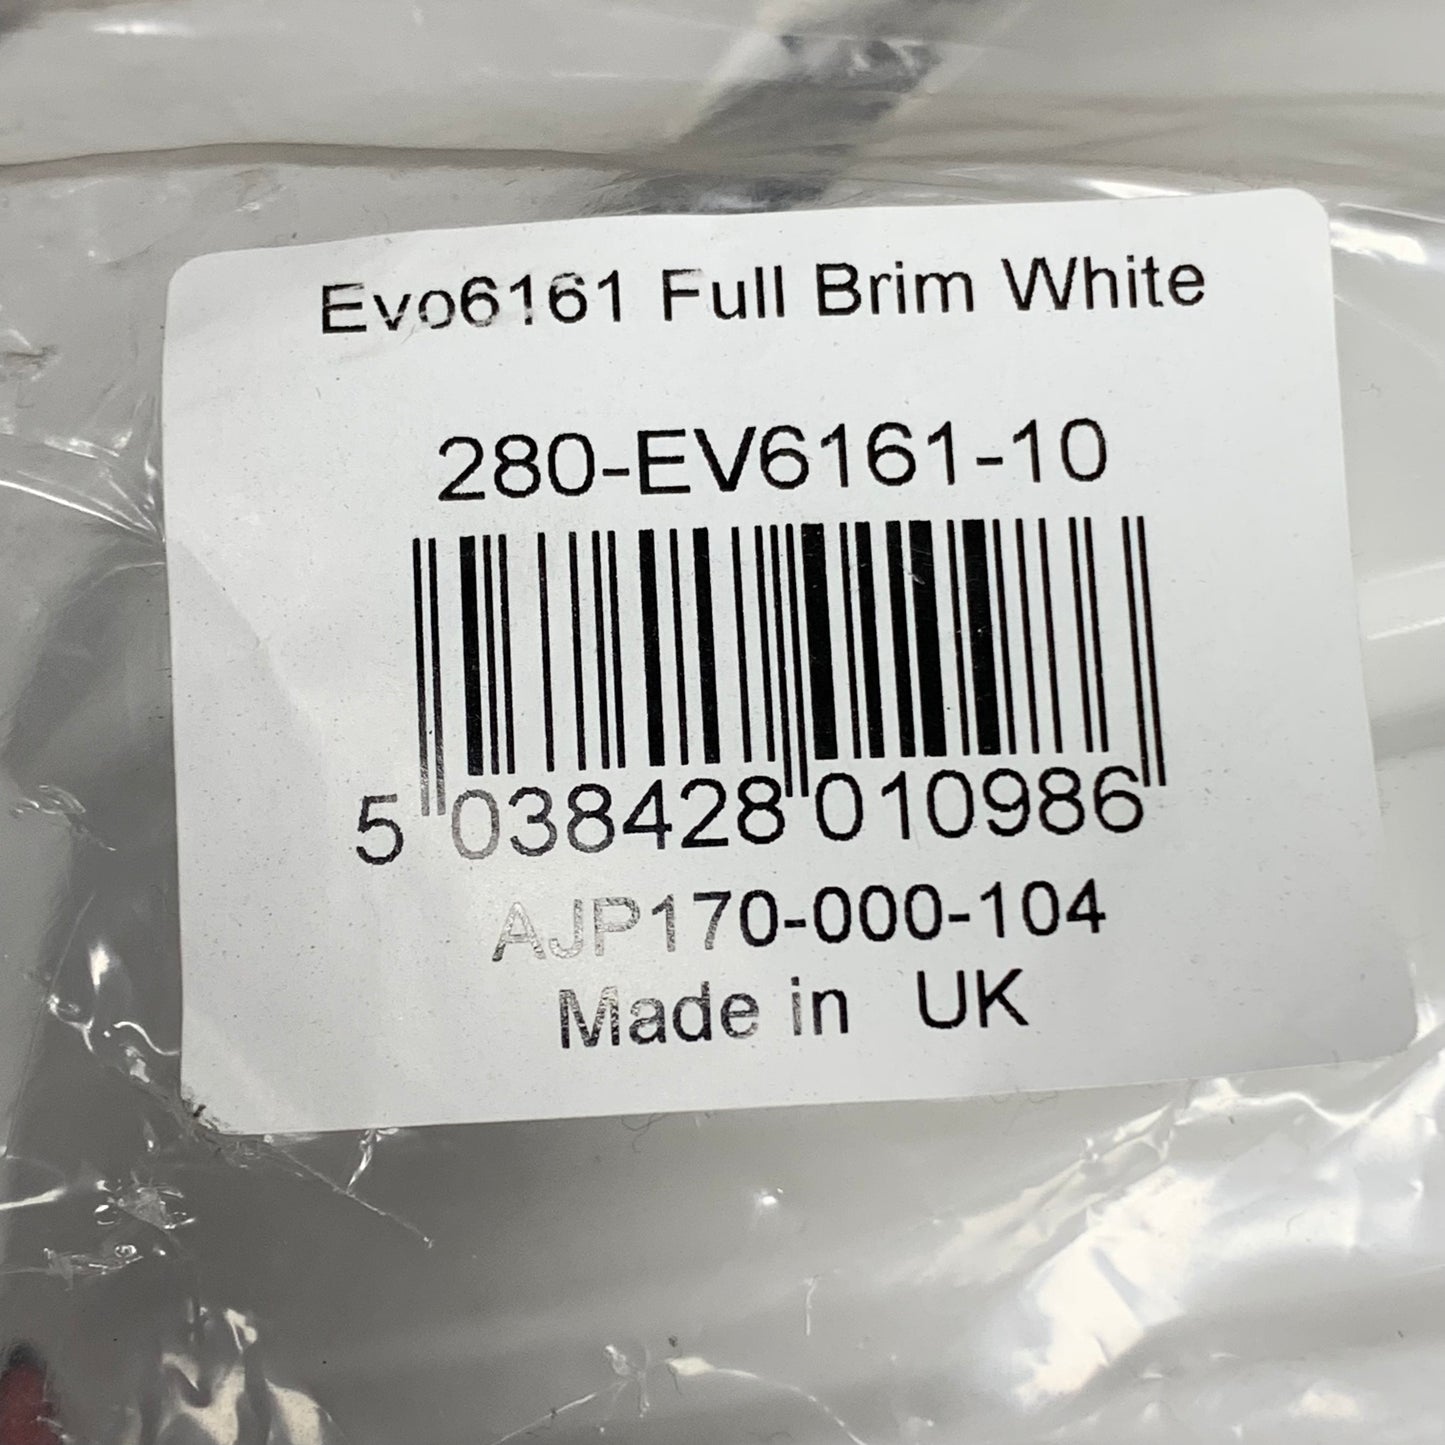 Evo6161 Full Brim White
280-EV6161-10
5 038428 010986
AJP170-000-104
Made in UK